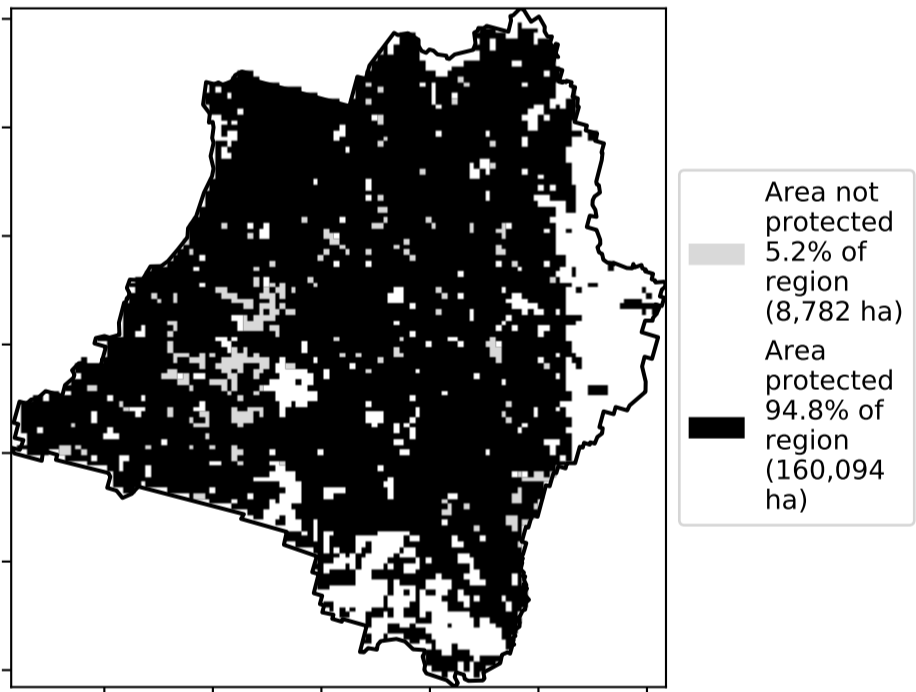 Area not
protected
5.2% of
region
(8,782 ha)
Area
protected
94.8% of
region
(160,094
ha)